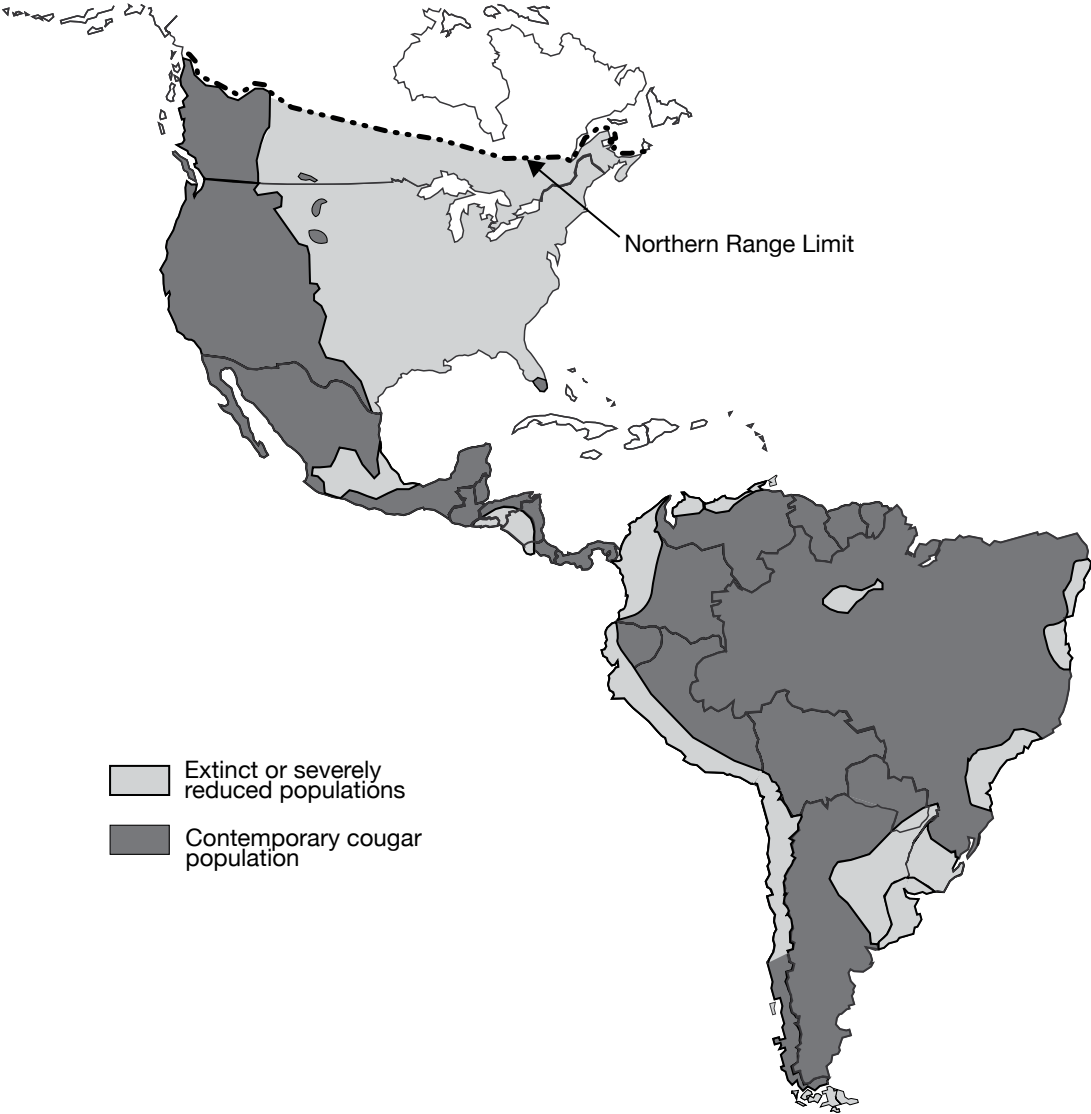 Northern Range Limit
Extinct or severely
reduced populations
Contemporary cougar
population